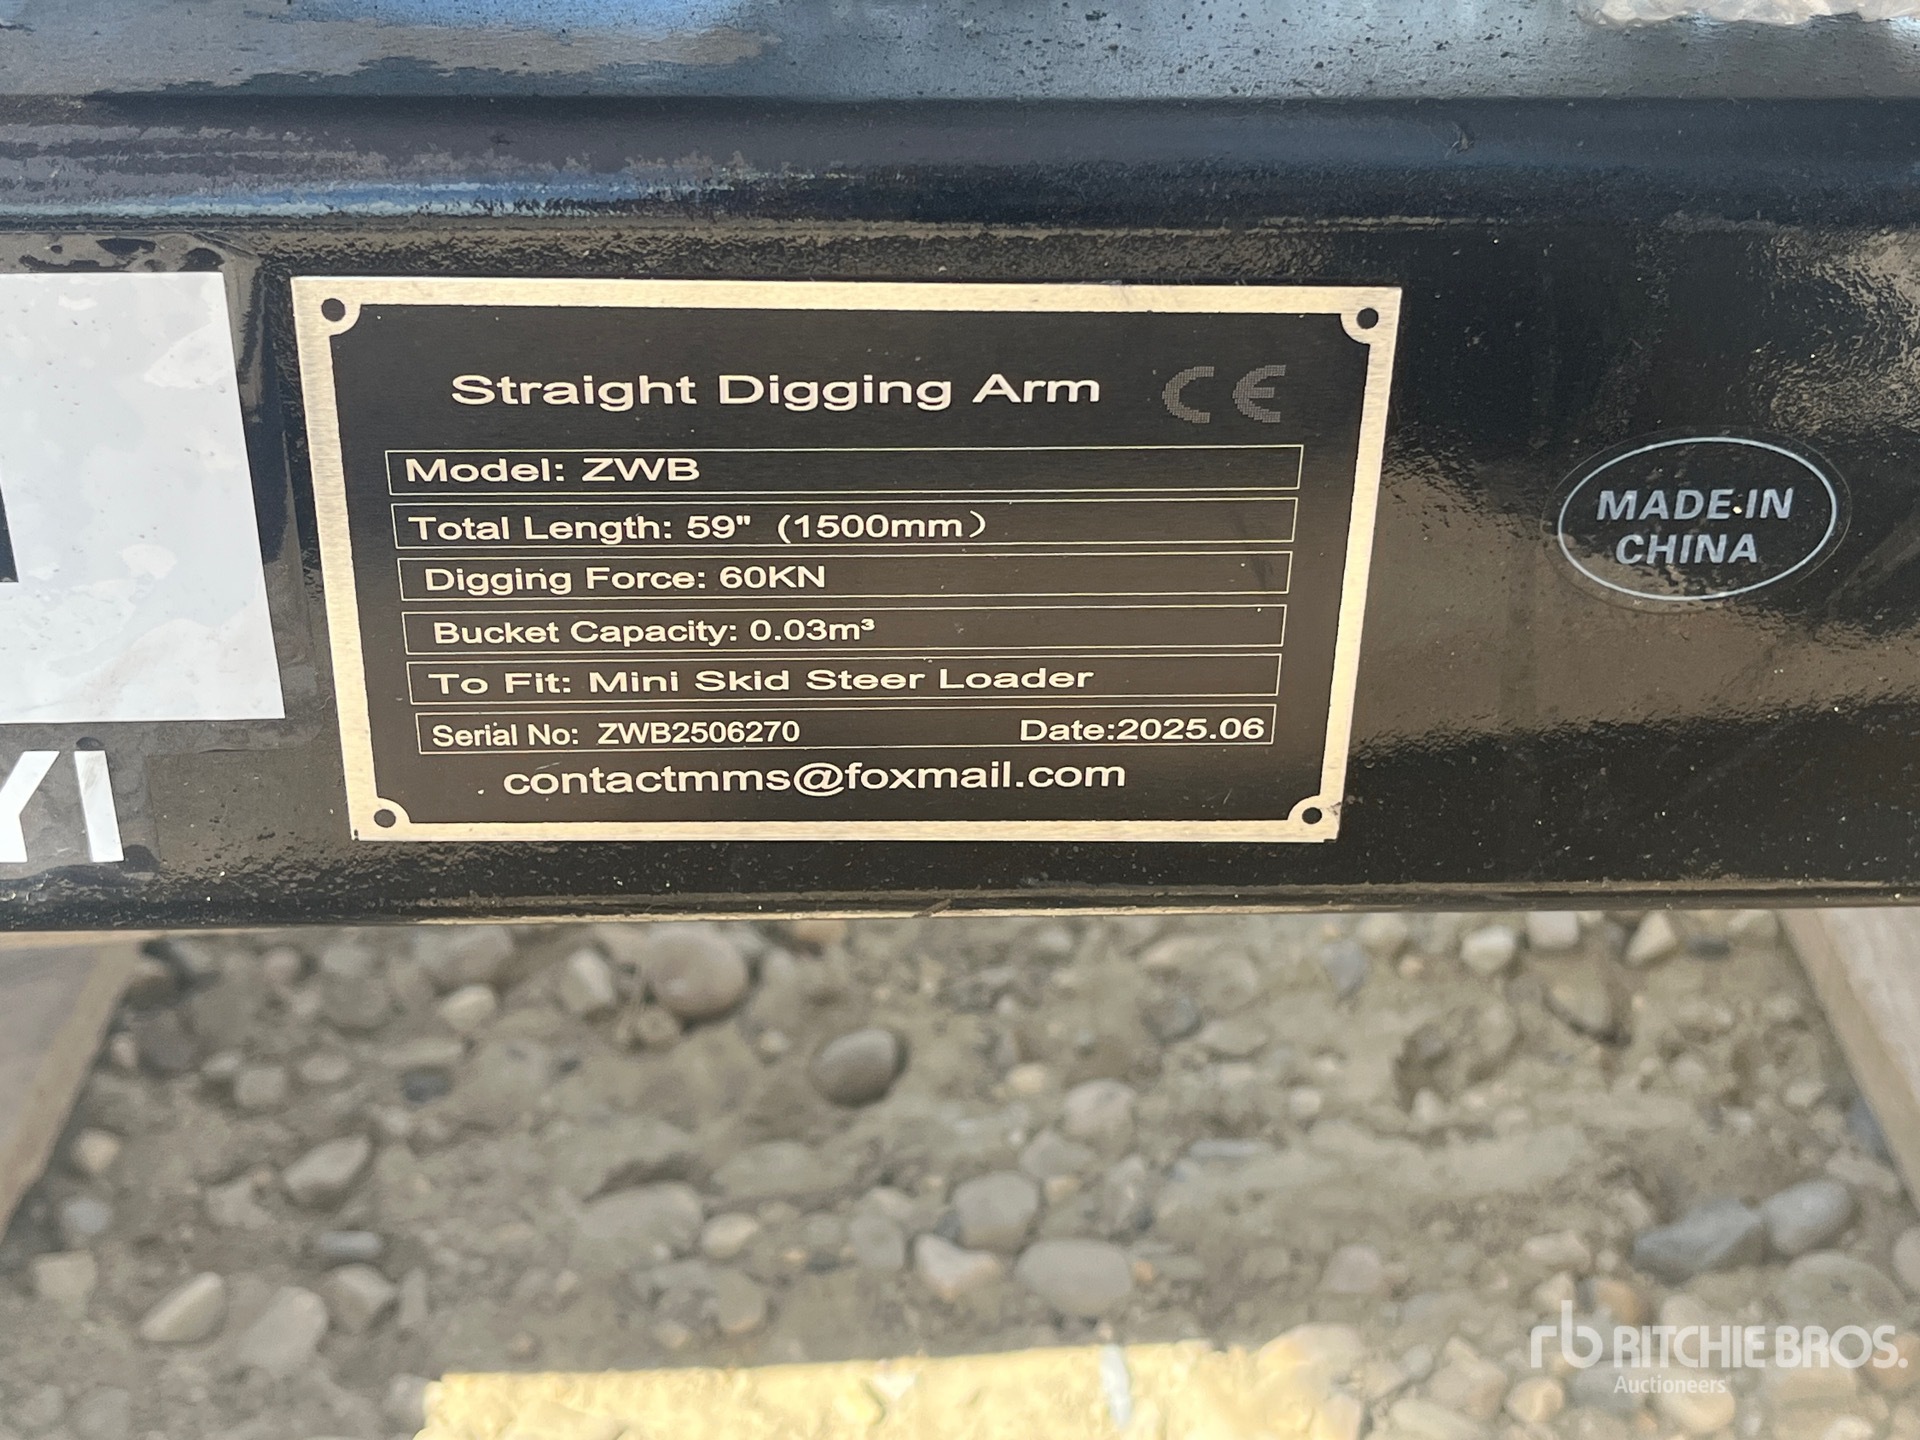 Straight Digging Arm CE
Model: ZWB
Total Length: 59" (1500mm)
Digging Force: 60KN
Bucket Capacity: 0.03m³
To Fit: Mini Skid Steer Loader
Serial No: ZWB2506270 Date:2025.06
contactmms@foxmail.com
MADE IN
CHINA
YI
rb RITCHIE BROS.
Auctioneers